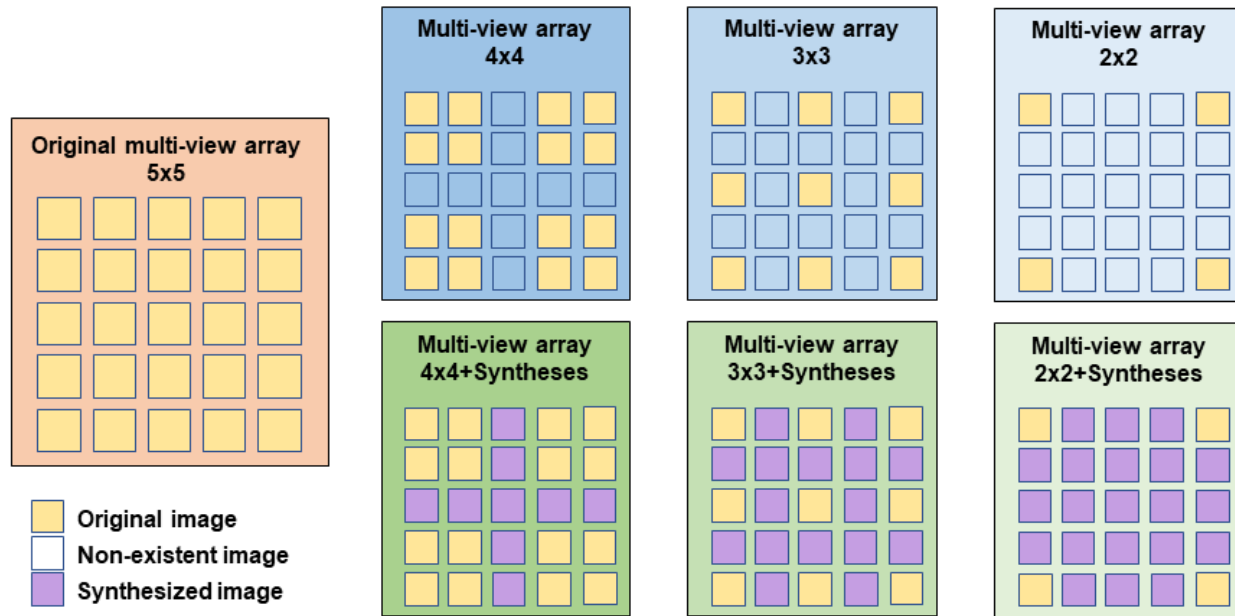 Original multi-view array
5x5
Original image
Non-existent image
Synthesized image
Multi-view array
4x4
Multi-view array
3x3
Multi-view array
2x2
Multi-view array
4x4+Syntheses
Multi-view array
3x3+Syntheses
Multi-view array
2x2+Syntheses